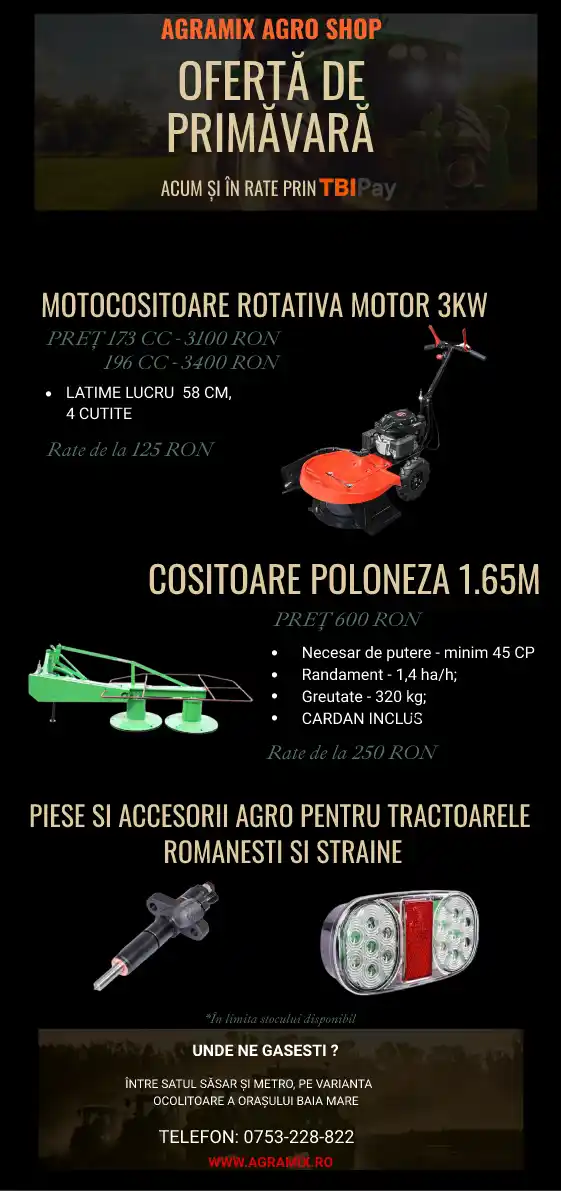 AGRAMIX AGRO SHOP
OFERTĂ DE
PRIMĂVARĂ
ACUM ȘI ÎN RATE PRIN TBIPay
MOTOCOSITOARE ROTATIVA MOTOR 3KW
PREȚ 173 CC - 3100 RON
196 CC - 3400 RON
• LATIME LUCRU 58 CM,
4 CUTITE
Rate de la 125 RON
COSITOARE POLONEZA 1.65M
PREȚ 600 RON
• Necesar de putere - minim 45 CP
• Randament - 1,4 ha/h;
• Greutate - 320 kg;
• CARDAN INCLUS
Rate de la 250 RON
PIESE SI ACCESORII AGRO PENTRU TRACTOARELE
ROMANESTI SI STRAINE
*În limita stocului disponibil
UNDE NE GASESTI ?
ÎNTRE SATUL SĂSAR ȘI METRO, PE VARIANTA
OCOLITOARE A ORAȘULUI BAIA MARE
TELEFON: 0753-228-822
WWW.AGRAMIX.RO